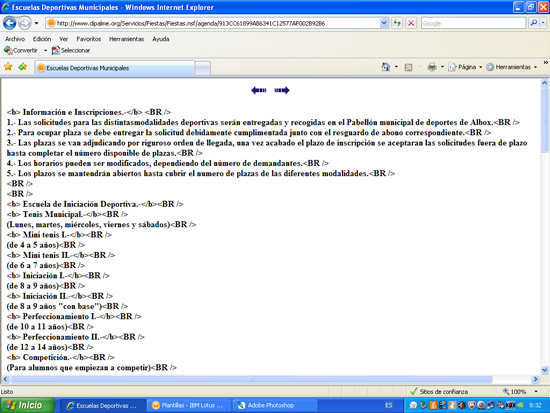 Escuelas Deportivas Municipales - Windows Internet Explorer
http://www.dipalme.org/Servicios/Fiestas/Fiestas.nsf/agenda/913CC61899AB6341C12577AF002B92B6
Google
Archivo Edición Ver Favoritos Herramientas Ayuda
Convertir Seleccionar
Escuelas Deportivas Municipales
Página Herramientas
<b> Información e Inscripciones.-</b> <BR />
1.- Las solicitudes para las distintasmodalidades deportivas serán entregadas y recogidas en el Pabellón municipal de deportes de Albox.<BR />
2.- Para ocupar plaza se debe entregar la solicitud debidamente cumplimentada junto con el resguardo de abono correspondiente.<BR />
3.- Las plazas se van adjudicando por riguroso orden de llegada, una vez acabado el plazo de inscripción se aceptaran las solicitudes fuera de plazo
hasta completar el número disponible de plazas.<BR />
4.- Los horarios pueden ser modificados, dependiendo del número de demandantes.<BR />
5.- Los plazos se mantendrán abiertos hasta cubrir el numero de plazas de las diferentes modalidades.<BR />
<BR />
<BR />
<b> Escuela de Iniciación Deportiva.-</b><BR />
<b> Tenis Municipal.-</b><BR />
(Lunes, martes, miércoles, viernes y sábados)<BR />
<b> Mini tenis I.-</b><BR />
(de 4 a 5 años)<BR />
<b> Mini tenis II.-</b><BR />
(de 6 a 7 años)<BR />
<b> Iniciación I.-</b><BR />
(de 8 a 9 años)<BR />
<b> Iniciación II.-</b><BR />
(de 8 a 9 años "con base")<BR />
<b> Perfeccionamiento I.-</b><BR />
(de 10 a 11 años)<BR />
<b> Perfeccionamiento II.-</b><BR />
(de 12 a 14 años)<BR />
<b> Competición.-</b><BR />
(Para alumnos que empiezan a competir)<BR />
Listo Sitios de confianza 100%
Inicio Escuelas Deportivas ... Plantillas - IBM Lotus ... Adobe Photoshop ES 8:32